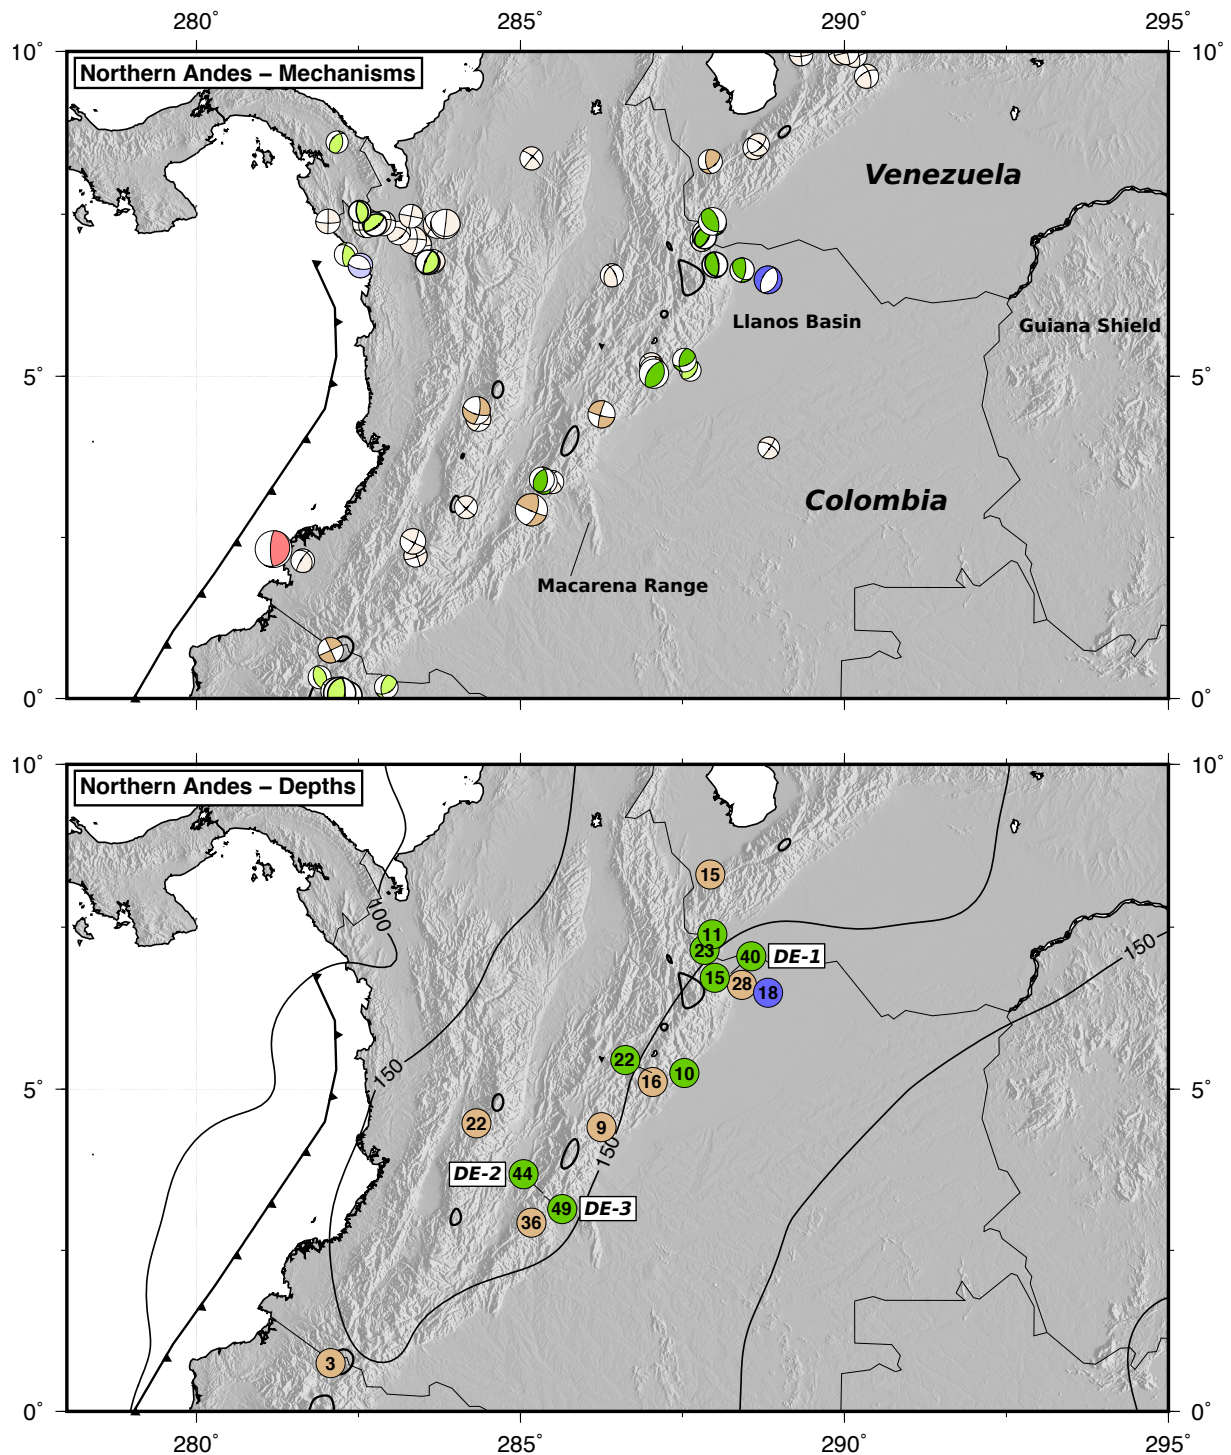 280° 285° 290° 295°
10° 10°
Northern Andes – Mechanisms
Venezuela
Llanos Basin
Guiana Shield
5° 5°
Colombia
Macarena Range
0° 0°
10° 10°
Northern Andes – Depths
15
100
11
23
40 DE-1
150
15
28
18
22
150
10
16
5° 5°
22
9
150
DE-2 44
49 DE-3
36
3
0° 0°
280° 285° 290° 295°